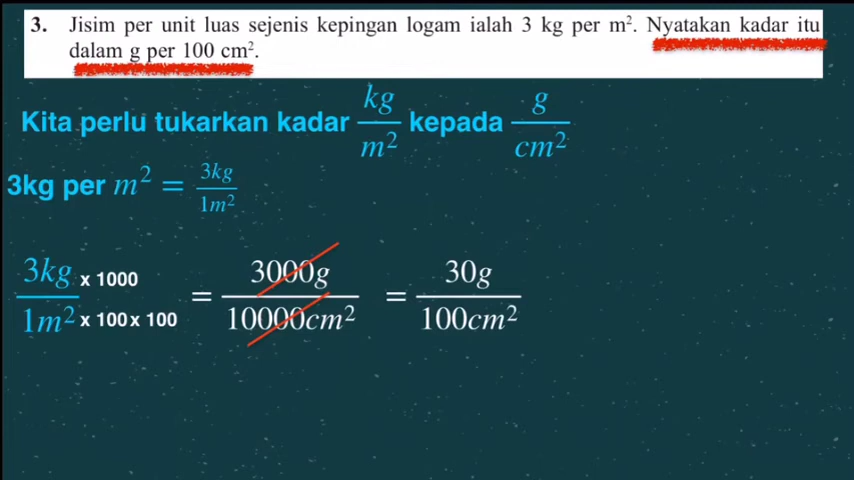 3. Jisim per unit luas sejenis kepingan logam ialah 3 kg per m². Nyatakan kadar itu
dalam g per 100 cm².
Kita perlu tukarkan kadar kg/m² kepada g/cm²
3kg per m² = 3kg/1m²
3kg x 1000 / 1m² x 100 x 100 = 3000g/10000cm² = 30g/100cm²